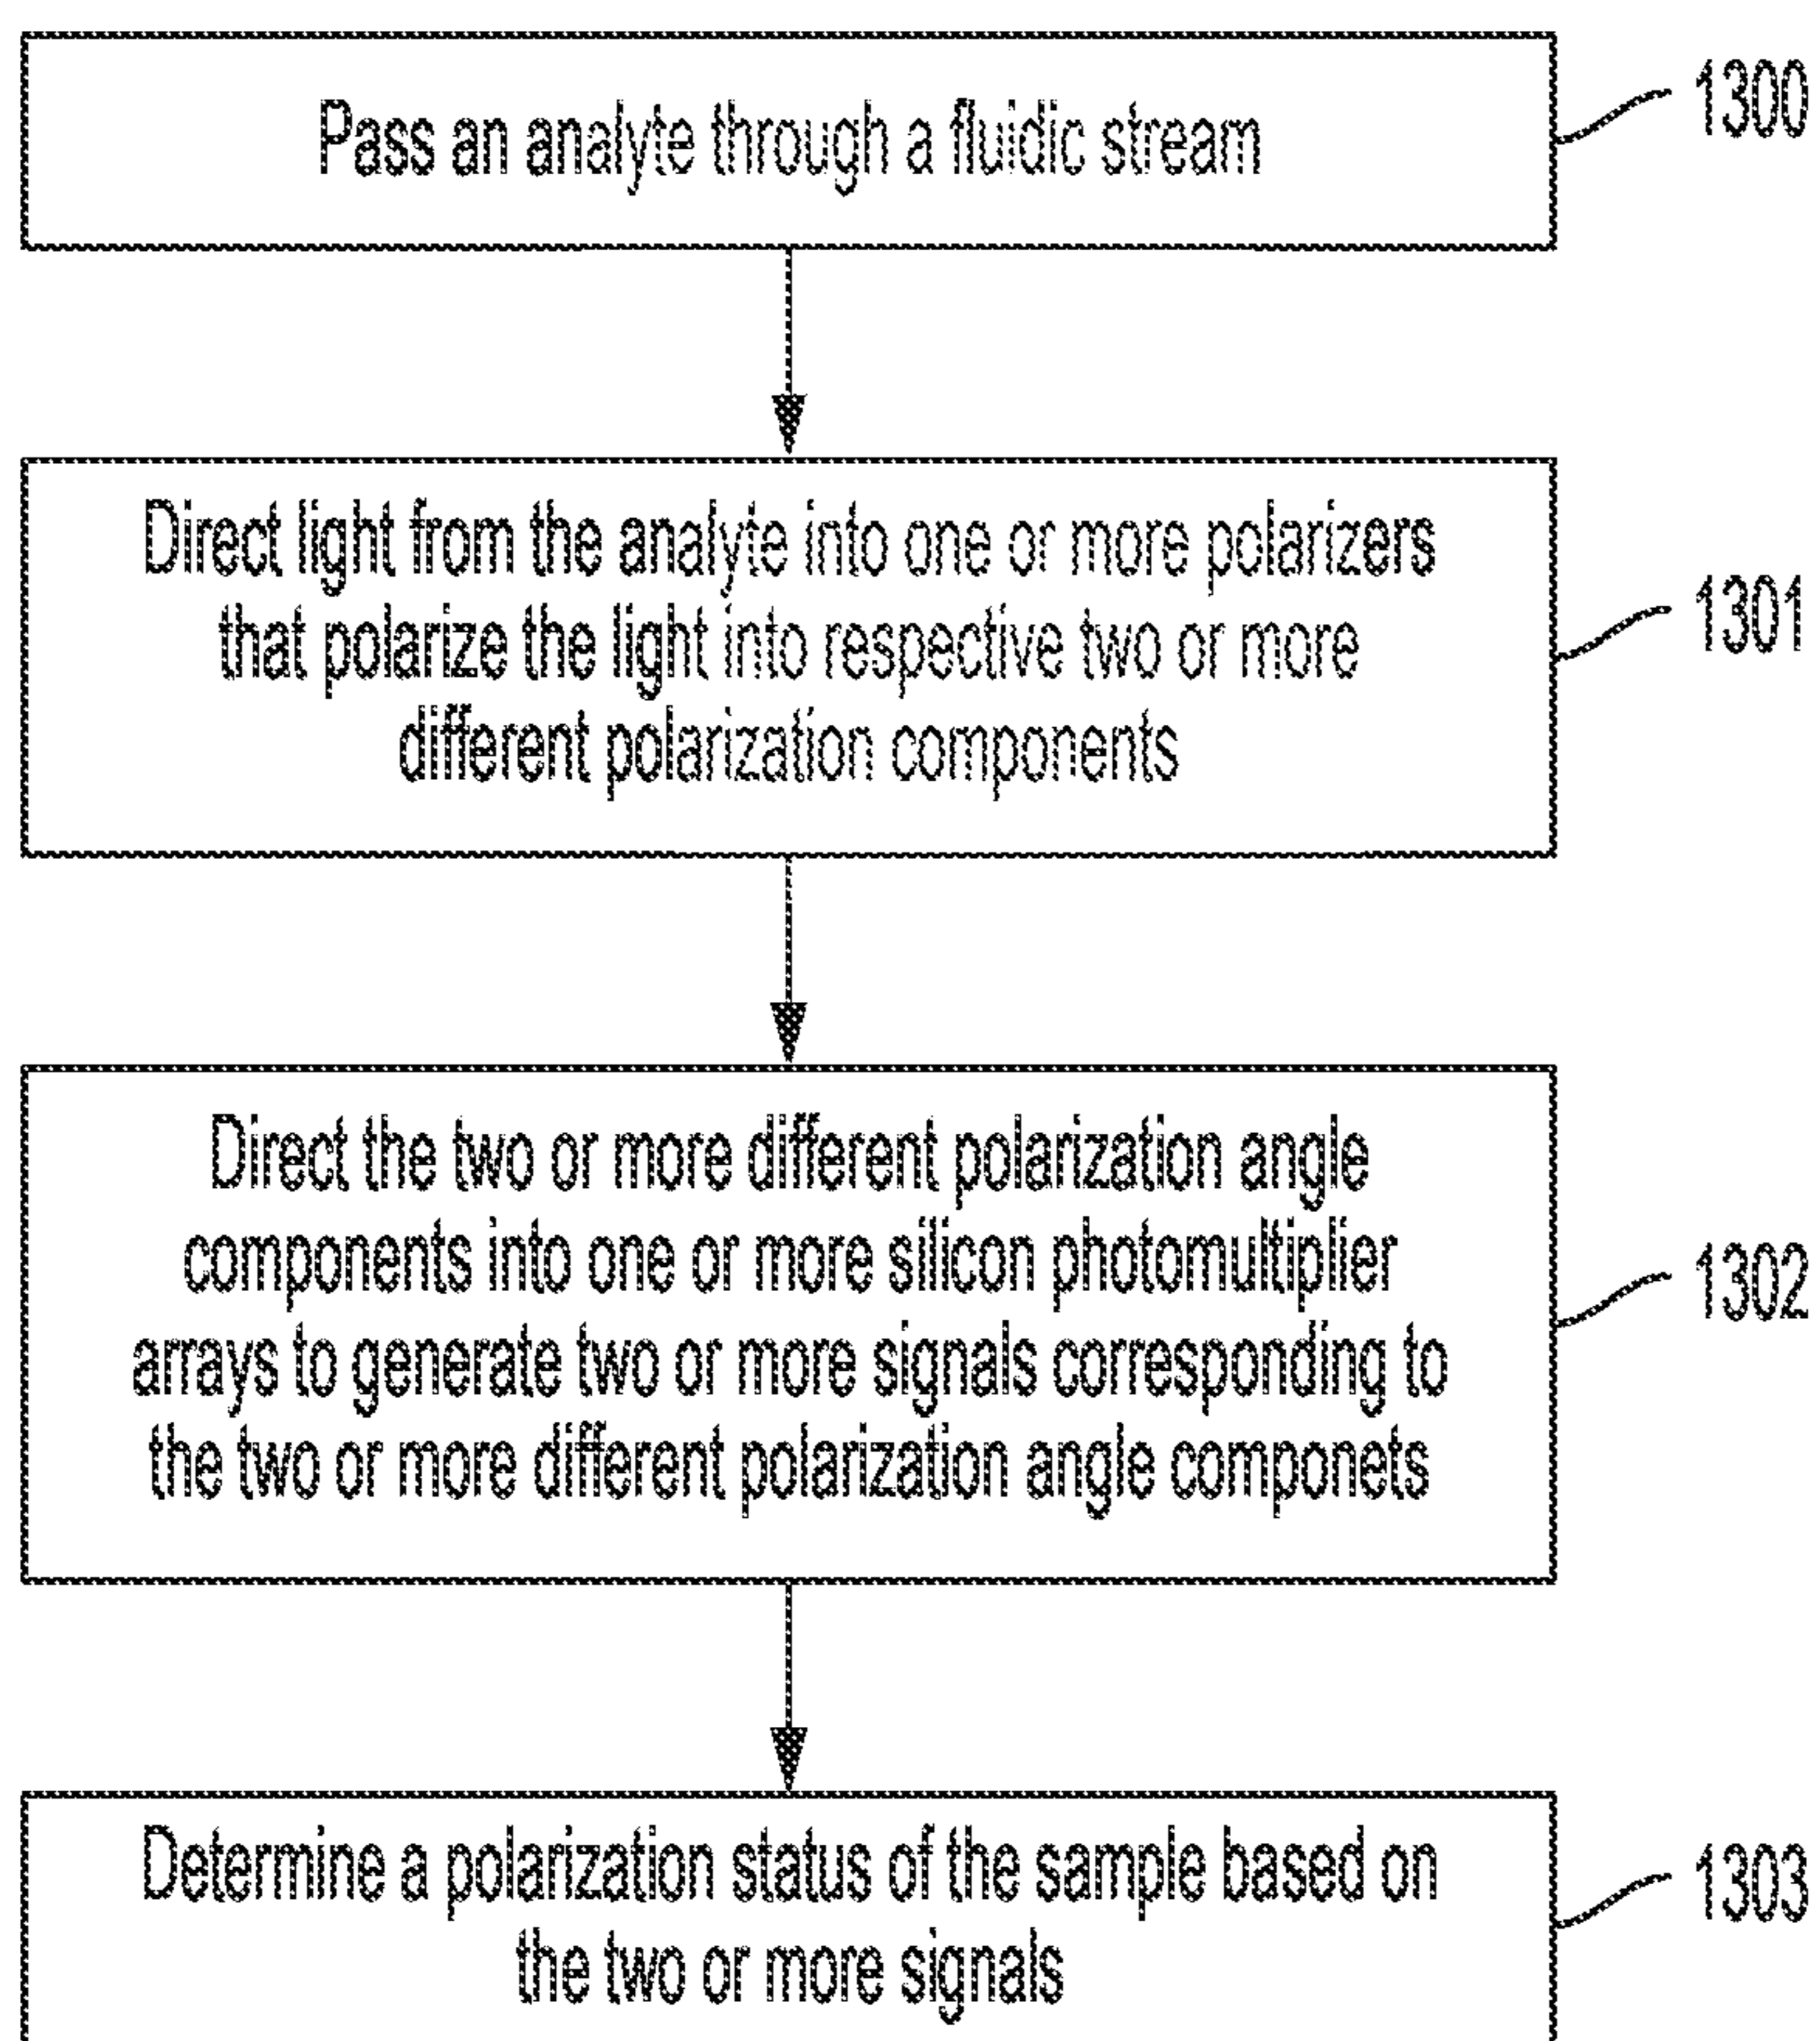 Pass an analyte through a fluidic stream
1300
Direct light from the analyte into one or more polarizers
that polarize the light into respective two or more
different polarization components
1301
Direct the two or more different polarization angle
components into one or more silicon photomultiplier
arrays to generate two or more signals corresponding to
the two or more different polarization angle componets
1302
Determine a polarization status of the sample based on
the two or more signals
1303